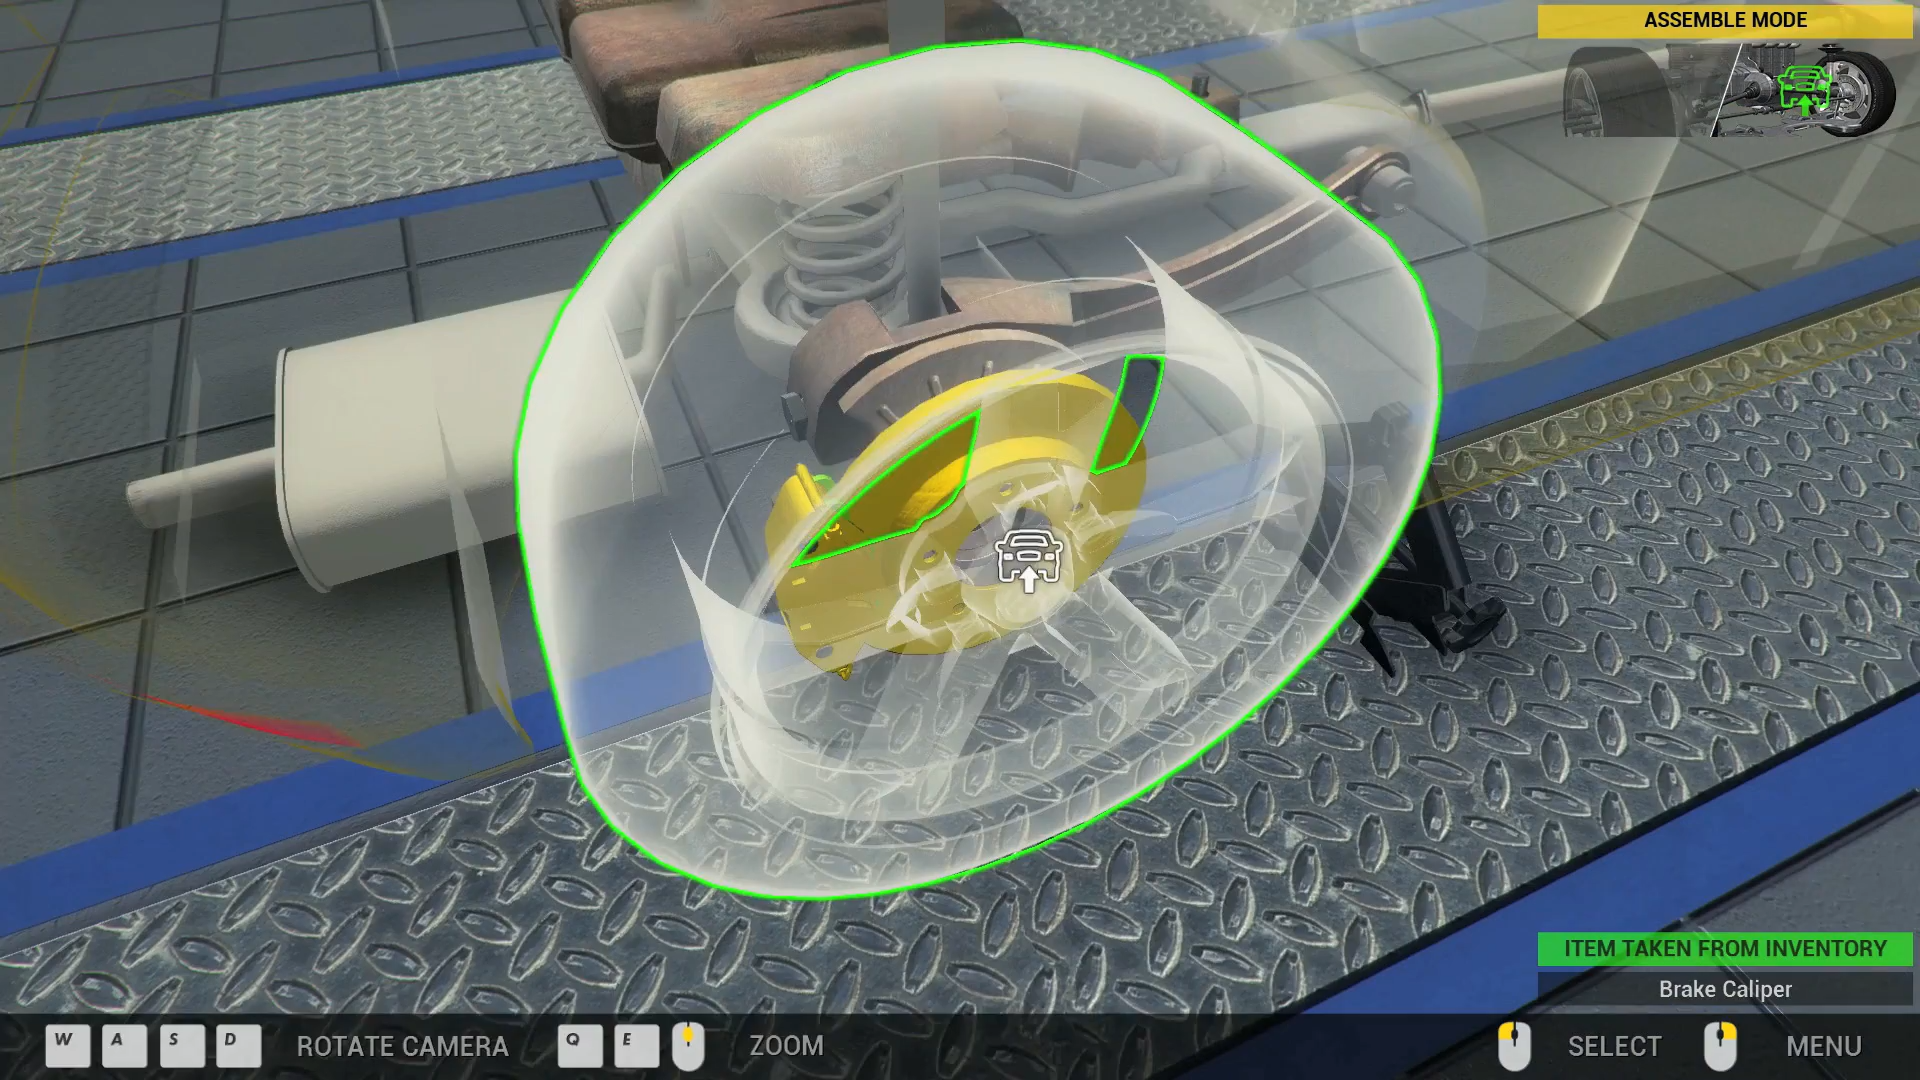 ASSEMBLE MODE
ITEM TAKEN FROM INVENTORY
Brake Caliper
W A S D ROTATE CAMERA Q E ZOOM SELECT MENU